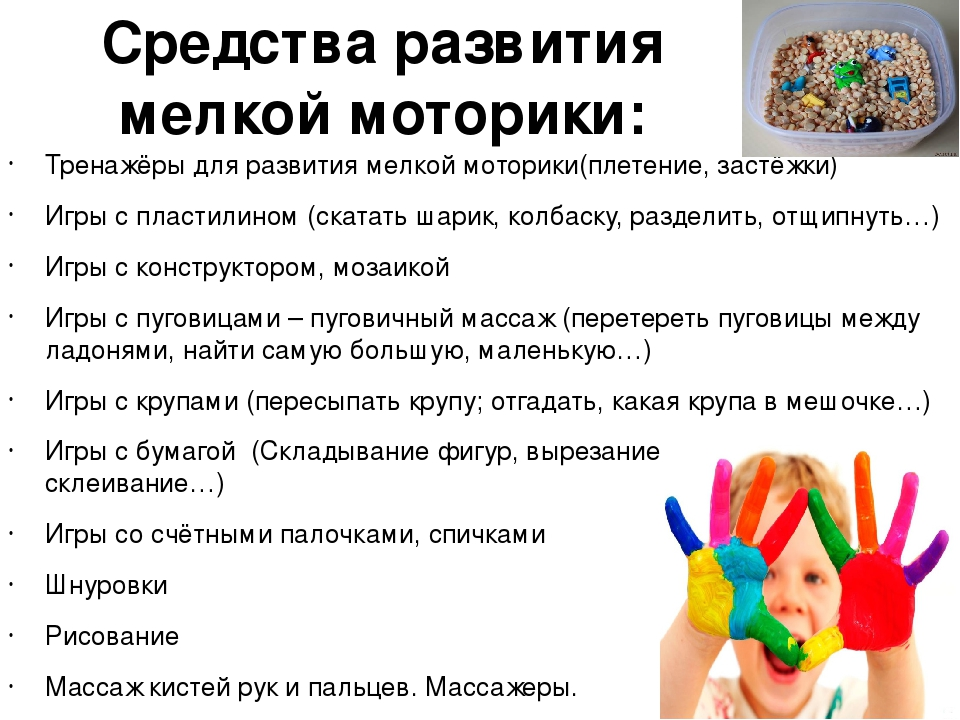 Средства развития
мелкой моторики:
· Тренажёры для развития мелкой моторики(плетение, застёжки)
· Игры с пластилином (скатать шарик, колбаску, разделить, отщипнуть…)
· Игры с конструктором, мозаикой
· Игры с пуговицами – пуговичный массаж (перетереть пуговицы между
ладонями, найти самую большую, маленькую…)
· Игры с крупами (пересыпать крупу; отгадать, какая крупа в мешочке…)
· Игры с бумагой (Складывание фигур, вырезание
склеивание…)
· Игры со счётными палочками, спичками
· Шнуровки
· Рисование
· Массаж кистей рук и пальцев. Массажеры.